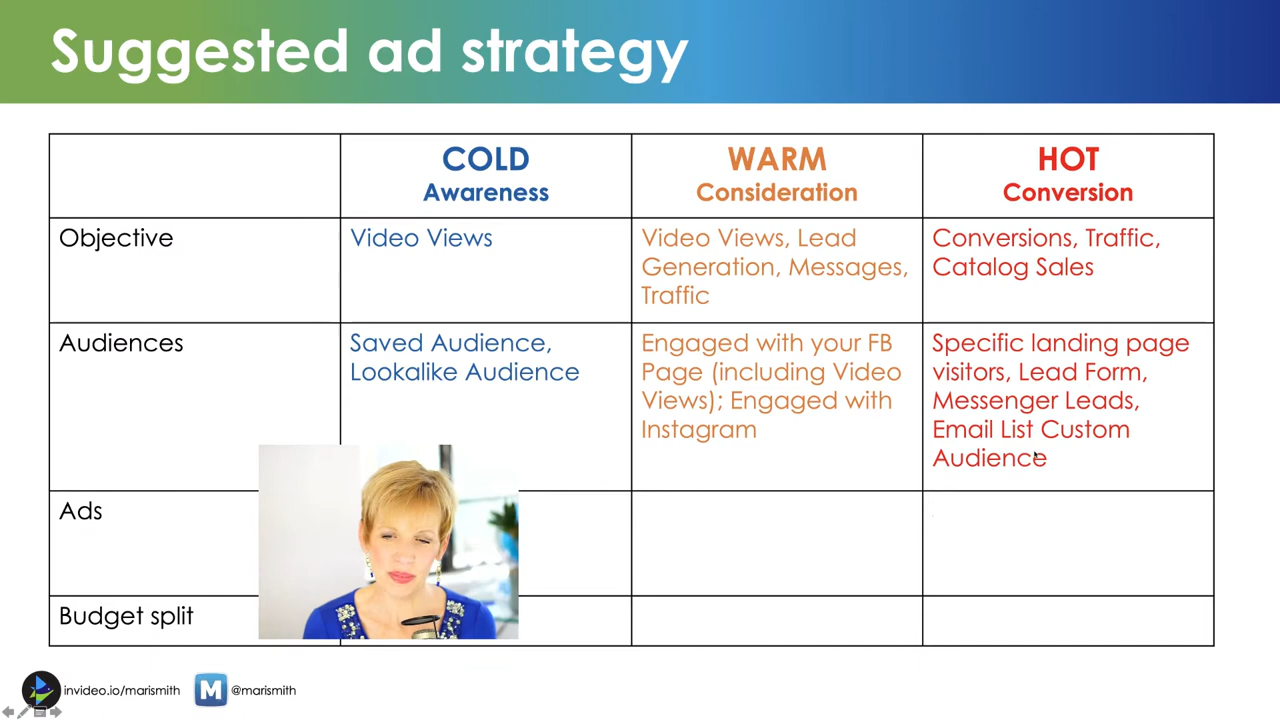 Suggested ad strategy
COLD
Awareness
WARM
Consideration
HOT
Conversion
Objective
Video Views
Video Views, Lead
Generation, Messages,
Traffic
Conversions, Traffic,
Catalog Sales
Audiences
Saved Audience,
Lookalike Audience
Engaged with your FB
Page (including Video
Views); Engaged with
Instagram
Specific landing page
visitors, Lead Form,
Messenger Leads,
Email List Custom
Audience
Ads
Budget split
invideo.io/marismith
M
@marismith